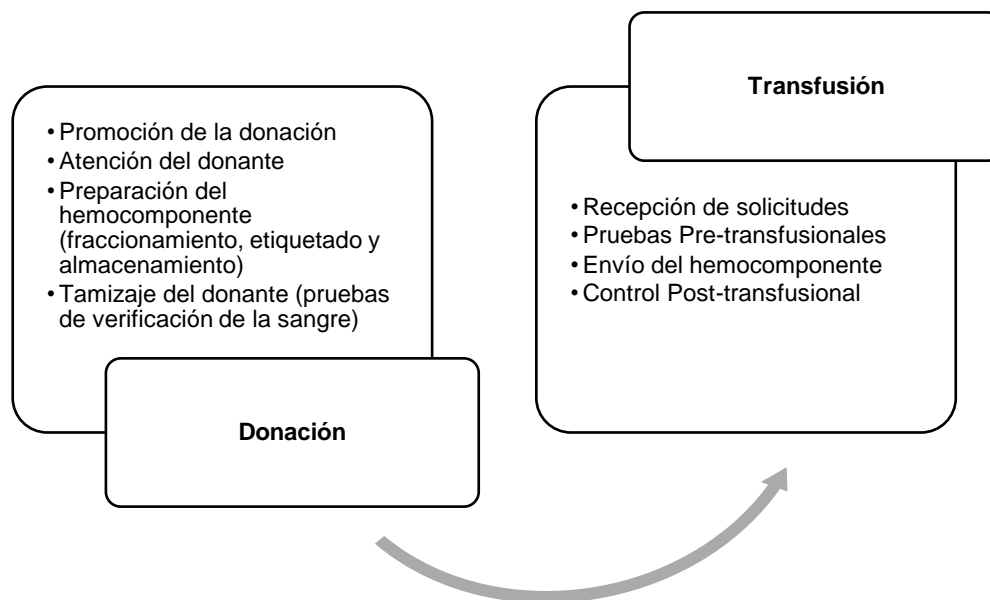 • Promoción de la donación
• Atención del donante
• Preparación del
hemocomponente
(fraccionamiento, etiquetado y
almacenamiento)
• Tamizaje del donante (pruebas
de verificación de la sangre)
Donación
Transfusión
• Recepción de solicitudes
• Pruebas Pre-transfusionales
• Envío del hemocomponente
• Control Post-transfusional